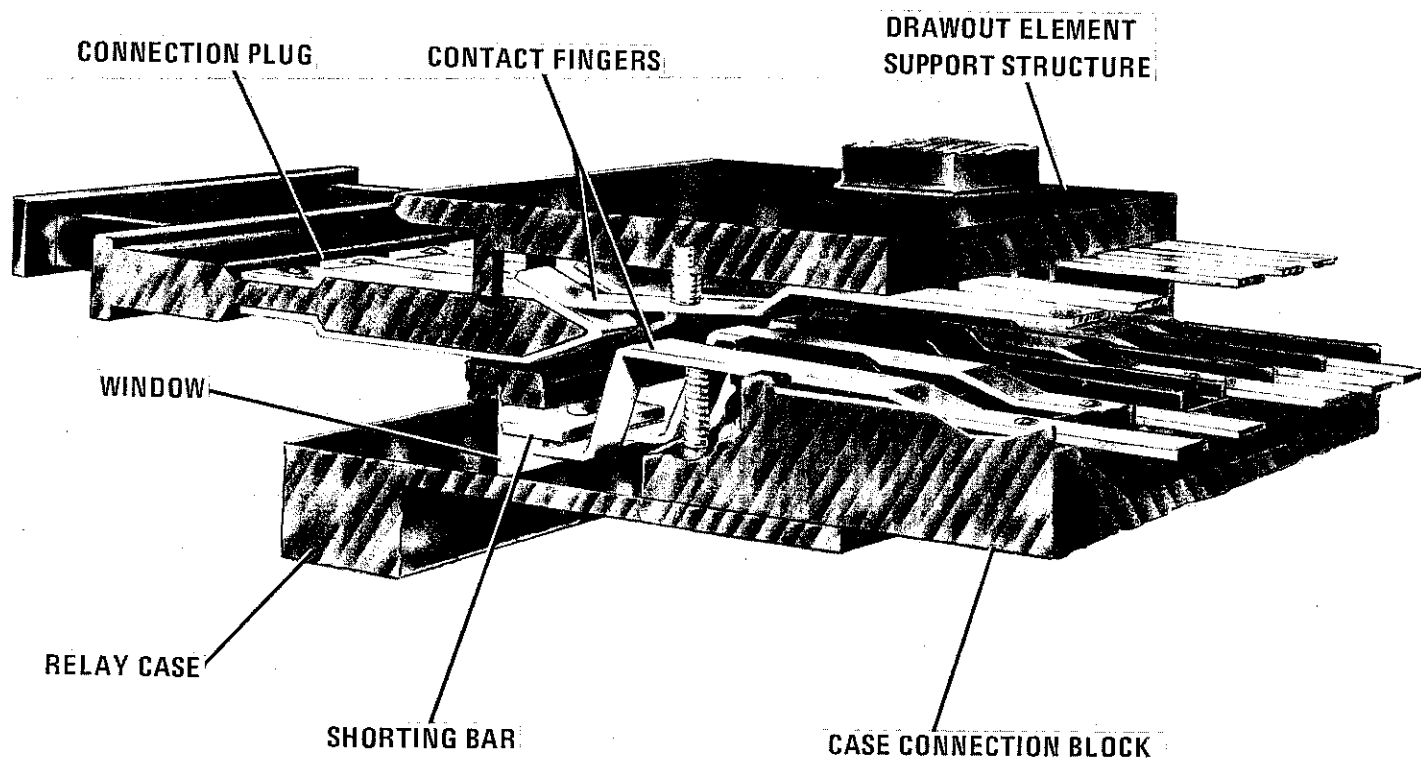 CONNECTION PLUG
CONTACT FINGERS
DRAWOUT ELEMENT
SUPPORT STRUCTURE
WINDOW
RELAY CASE
SHORTING BAR
CASE CONNECTION BLOCK